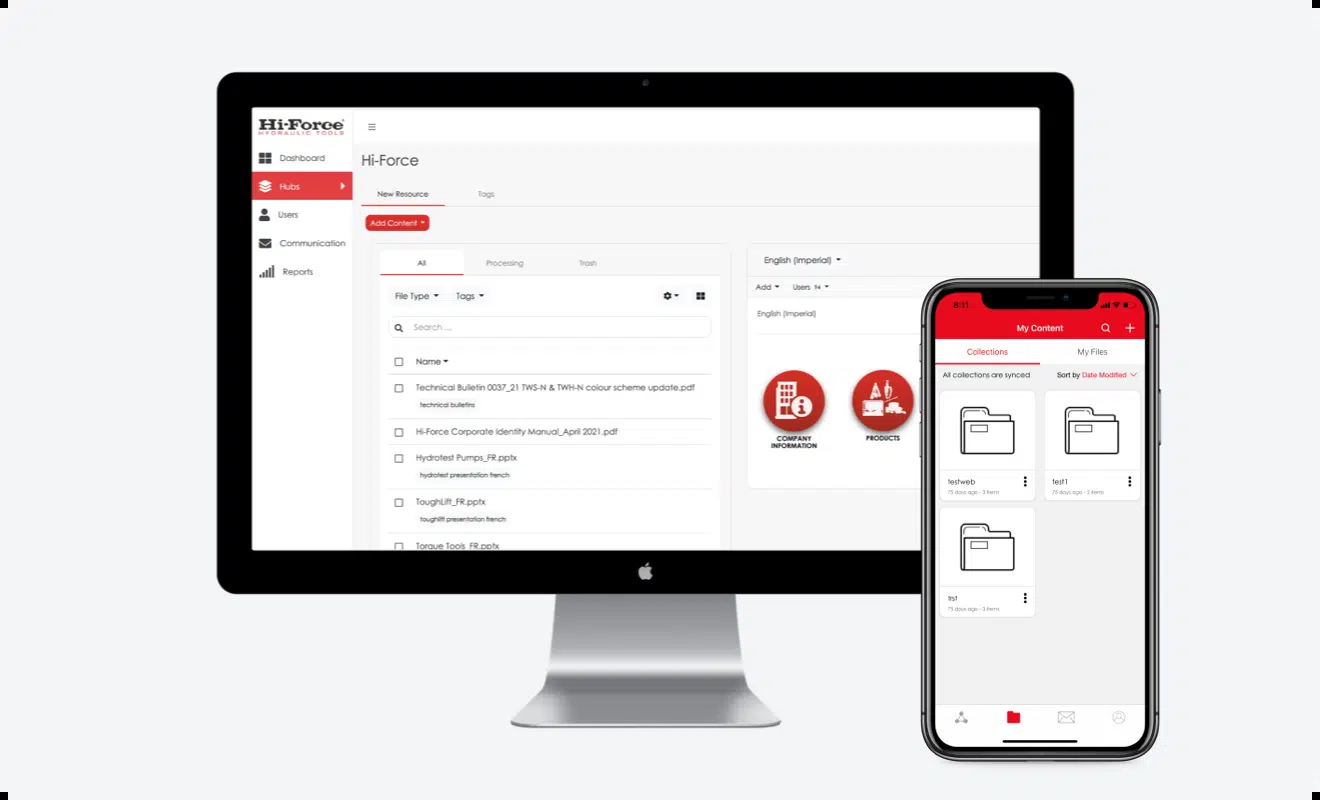 Hi-Force
HYDRAULIC TOOLS
Dashboard
Hubs
Users
Communication
Reports
Hi-Force
New Resource
Tags
Add Content
All
Processing
Trash
File Type
Tags
Search ...
Name
Technical Bulletin 0037_21 TWS-N & TWH-N colour scheme update.pdf
technical bulletins
Hi-Force Corporate Identity Manual_April 2021.pdf
Hydrotest Pumps_FR.pptx
hydrotest presentation french
ToughLift_FR.pptx
toughlift presentation french
Torque Tools_FR.pptx
English (Imperial)
Add
Users 94
English (Imperial)
COMPANY
INFORMATION
PRODUCTS
8:11
My Content
Collections
My Files
All collections are synced
Sort by Date Modified
testweb
75 days ago - 3 items
test1
75 days ago - 2 items
trst
75 days ago - 3 items